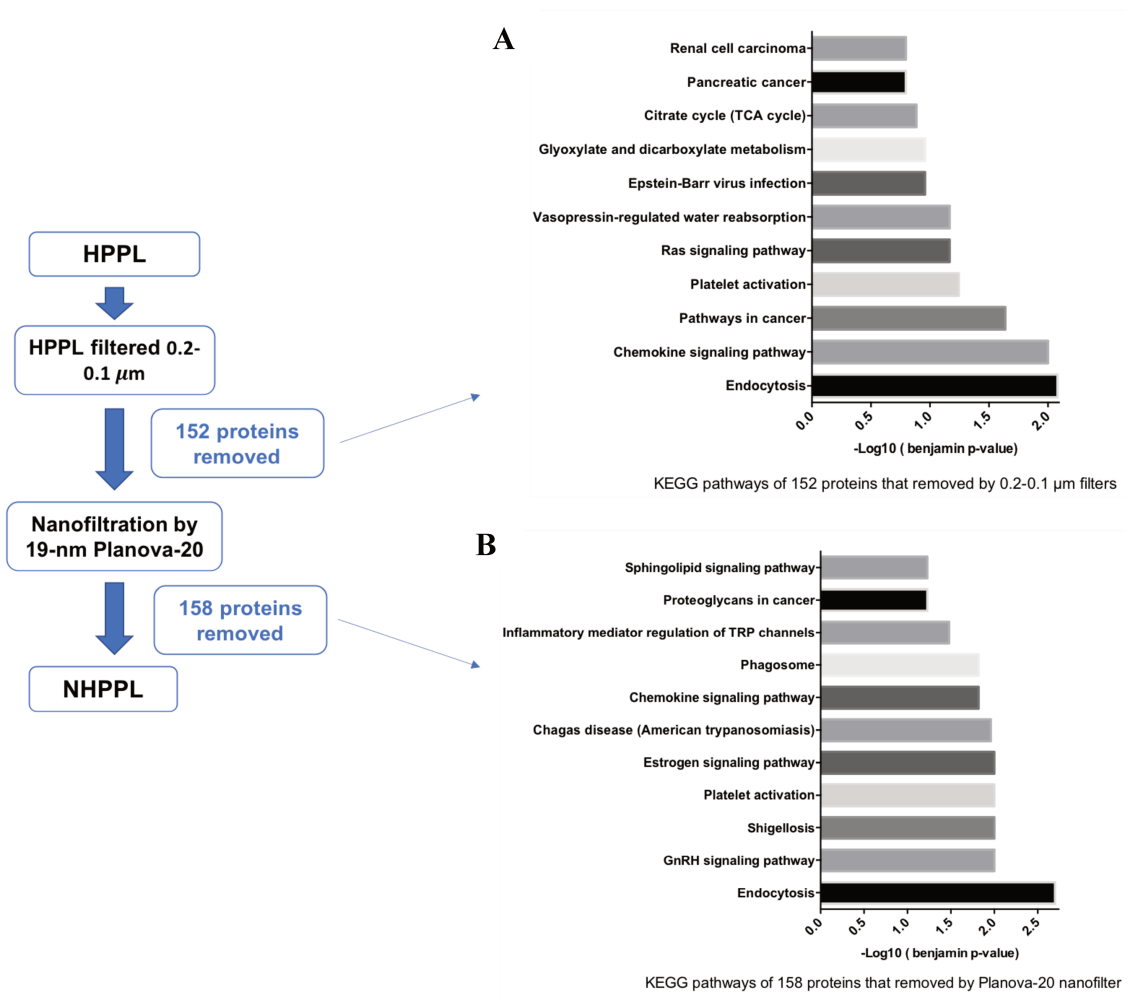 HPPL
HPPL filtered 0.2-
0.1 𝜇m
152 proteins
removed
Nanofiltration by
19-nm Planova-20
158 proteins
removed
NHPPL
A
Renal cell carcinoma
Pancreatic cancer
Citrate cycle (TCA cycle)
Glyoxylate and dicarboxylate metabolism
Epstein-Barr virus infection
Vasopressin-regulated water reabsorption
Ras signaling pathway
Platelet activation
Pathways in cancer
Chemokine signaling pathway
Endocytosis
0.0 0.5 1.0 1.5 2.0
-Log10 ( benjamin p-value)
KEGG pathways of 152 proteins that removed by 0.2-0.1 µm filters
B
Sphingolipid signaling pathway
Proteoglycans in cancer
Inflammatory mediator regulation of TRP channels
Phagosome
Chemokine signaling pathway
Chagas disease (American trypanosomiasis)
Estrogen signaling pathway
Platelet activation
Shigellosis
GnRH signaling pathway
Endocytosis
0.0 0.5 1.0 1.5 2.0 2.5
-Log10 ( benjamin p-value)
KEGG pathways of 158 proteins that removed by Planova-20 nanofilter